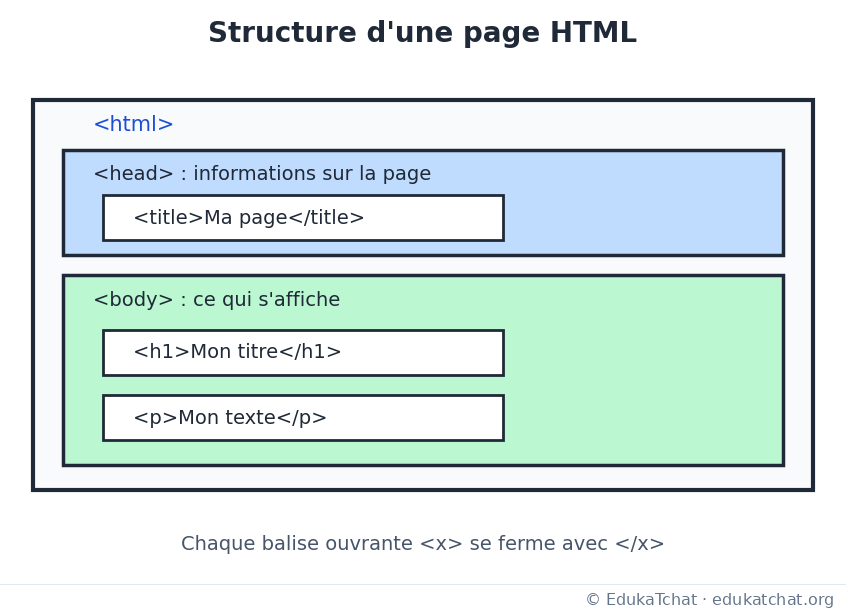 Structure d'une page HTML
<html>
<head> : informations sur la page
<title>Ma page</title>
<body> : ce qui s'affiche
<h1>Mon titre</h1>
<p>Mon texte</p>
Chaque balise ouvrante <x> se ferme avec </x>
© EdukaTchat · edukatchat.org